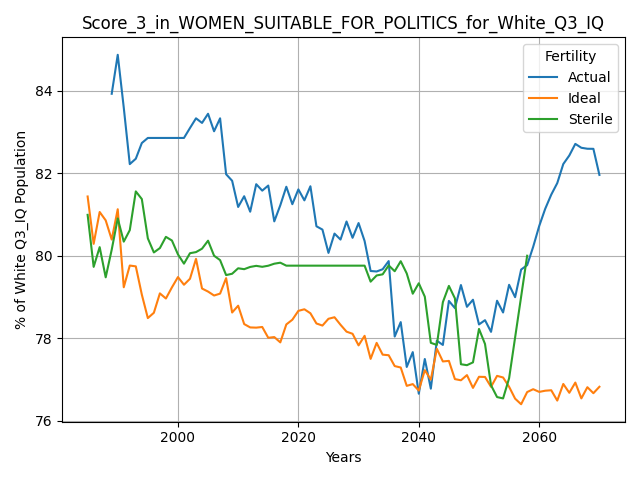 Score_3_in_WOMEN_SUITABLE_FOR_POLITICS_for_White_Q3_IQ
Fertility
Actual
Ideal
Sterile
% of White Q3_IQ Population
84
82
80
78
76
2000
2020
2040
2060
Years